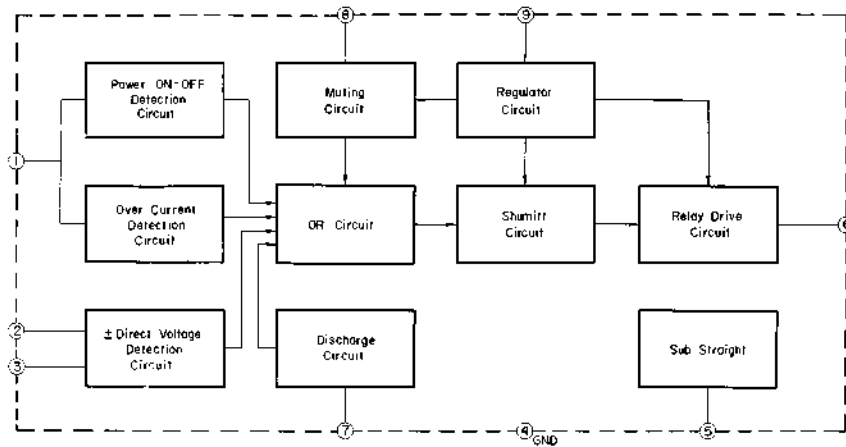 8
9
Power ON-OFF
Detection
Circuit
Muting
Circuit
Regulator
Circuit
1
Over Current
Detection
Circuit
OR Circuit
Shumitt
Circuit
Relay Drive
Circuit
6
2
± Direct Voltage
Detection
Circuit
3
Discharge
Circuit
Sub Straight
7
4
GND
5